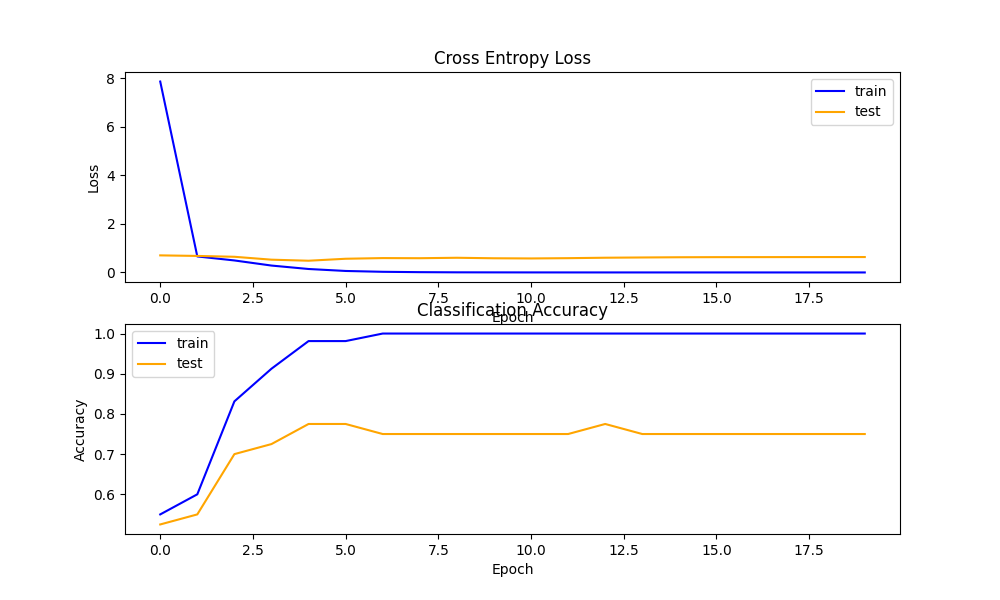 Cross Entropy Loss
8
6
4
2
0
Loss
train
test
0.0 2.5 5.0 7.5 10.0 12.5 15.0 17.5
Epoch
Classification Accuracy
1.0
0.9
0.8
0.7
0.6
Accuracy
train
test
0.0 2.5 5.0 7.5 10.0 12.5 15.0 17.5
Epoch